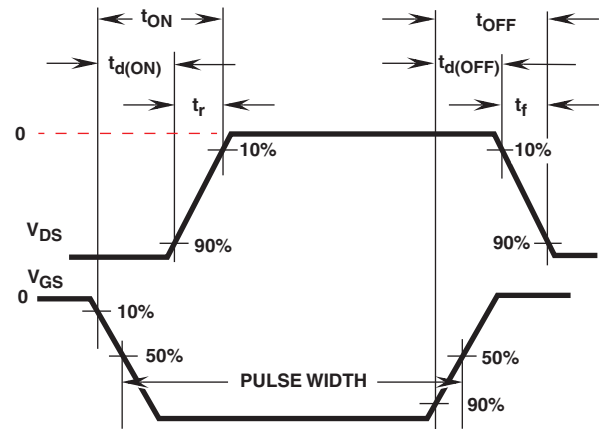 tON tOFF
td(ON) td(OFF)
tr tf
0
10% 10%
VDS
90% 90%
VGS
0
10%
50% 50%
PULSE WIDTH
90%